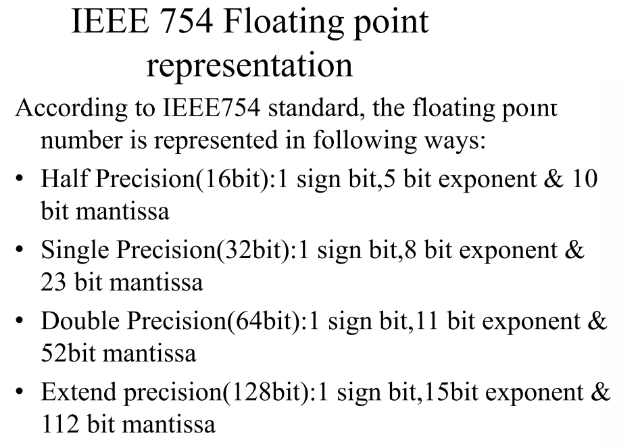 IEEE 754 Floating point
representation
According to IEEE754 standard, the floating point
number is represented in following ways:
• Half Precision(16bit):1 sign bit,5 bit exponent & 10
bit mantissa
• Single Precision(32bit):1 sign bit,8 bit exponent &
23 bit mantissa
• Double Precision(64bit):1 sign bit,11 bit exponent &
52bit mantissa
• Extend precision(128bit):1 sign bit,15bit exponent &
112 bit mantissa